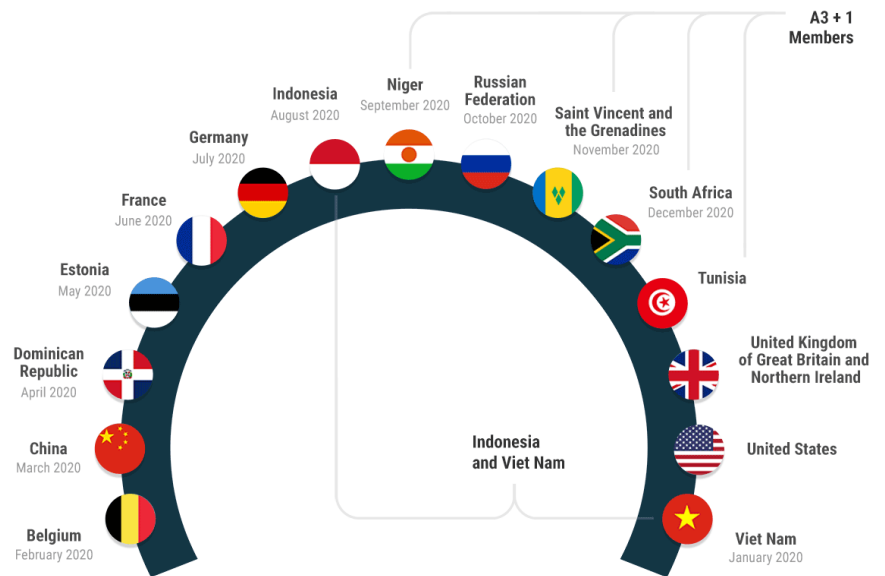 A3 + 1
Members
Niger
September 2020
Russian
Federation
October 2020
Indonesia
August 2020
Saint Vincent and
the Grenadines
November 2020
Germany
July 2020
South Africa
December 2020
France
June 2020
Tunisia
Estonia
May 2020
United Kingdom
of Great Britain and
Northern Ireland
Dominican
Republic
April 2020
China
March 2020
Indonesia
and Viet Nam
United States
Belgium
February 2020
Viet Nam
January 2020